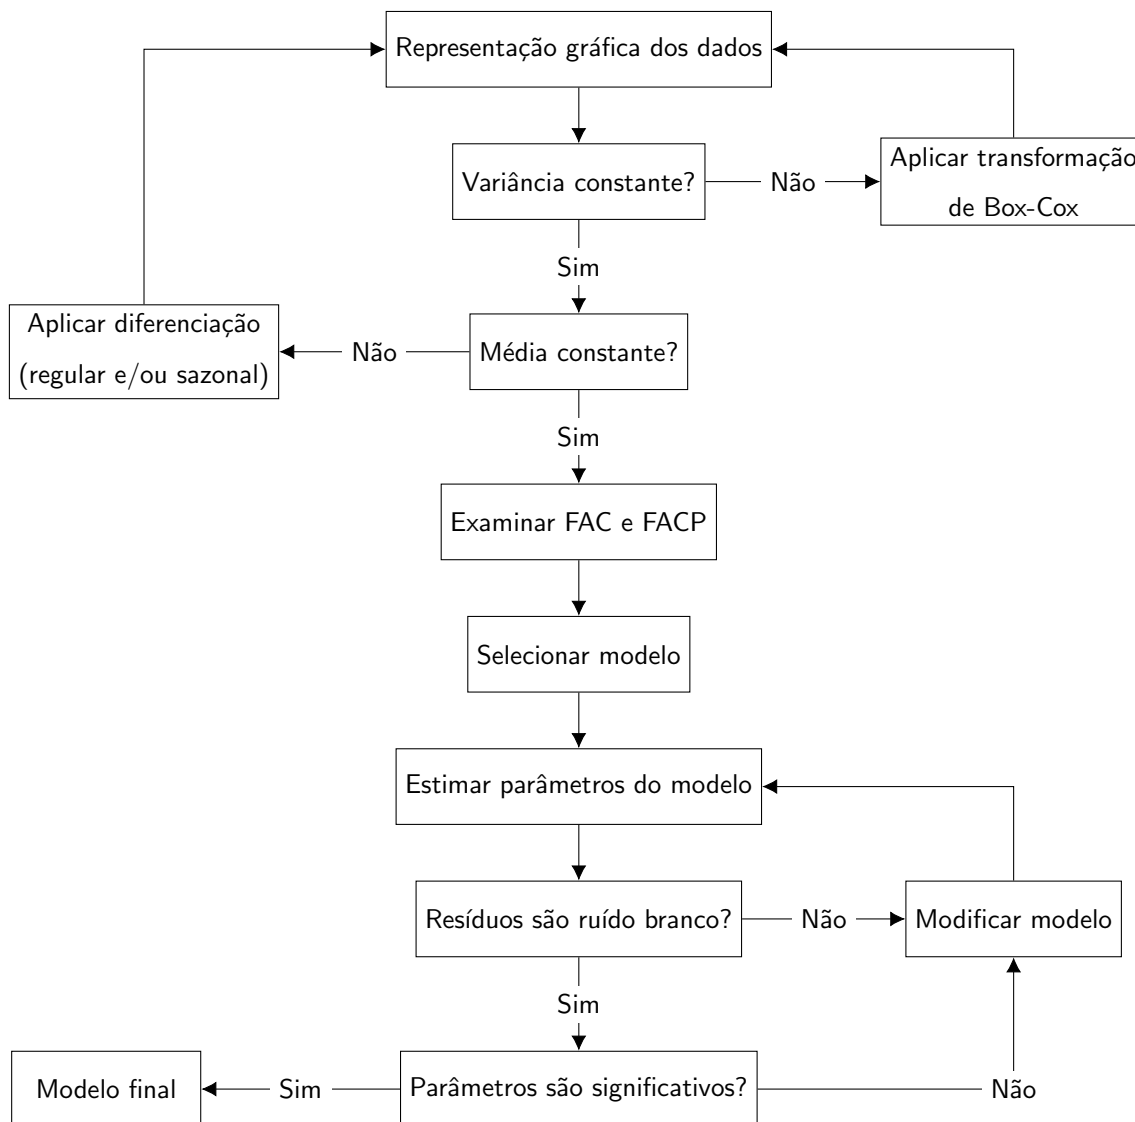 Representação gráfica dos dados
Aplicar transformação
de Box-Cox
Variância constante?
Não
Sim
Aplicar diferenciação
(regular e/ou sazonal)
Não
Média constante?
Sim
Examinar FAC e FACP
Selecionar modelo
Estimar parâmetros do modelo
Resíduos são ruído branco?
Não
Modificar modelo
Sim
Modelo final
Sim
Parâmetros são significativos?
Não